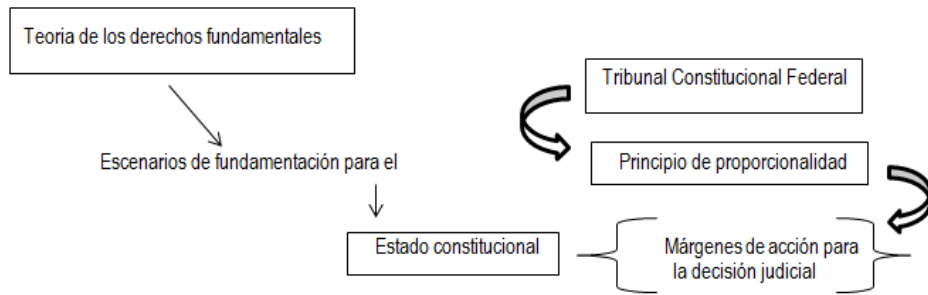 Teoria de los derechos fundamentales
Tribunal Constitucional Federal
Escenarios de fundamentación para el
Principio de proporcionalidad
Estado constitucional
Márgenes de acción para
la decisión judicial